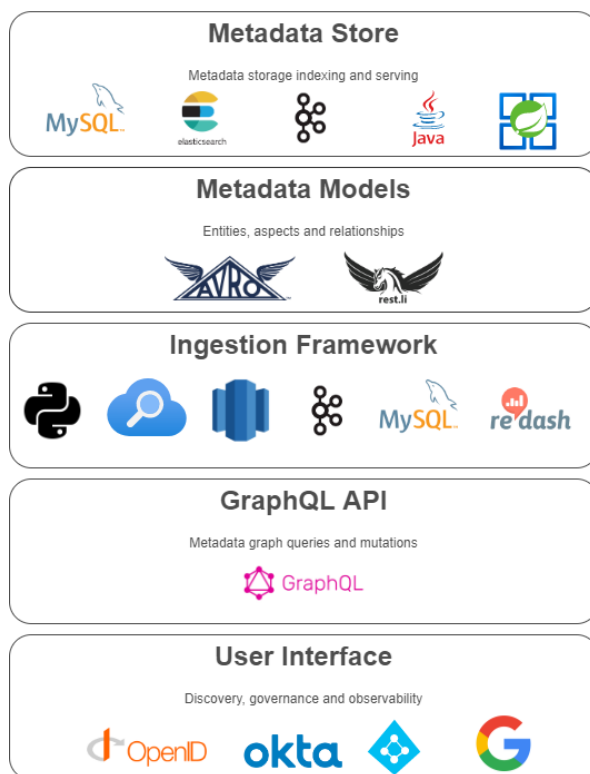 Metadata Store
Metadata storage indexing and serving
MySQL
elasticsearch
Java
Metadata Models
Entities, aspects and relationships
AVRO
rest.li
Ingestion Framework
MySQL
re dash
GraphQL API
Metadata graph queries and mutations
GraphQL
User Interface
Discovery, governance and observability
OpenID
okta